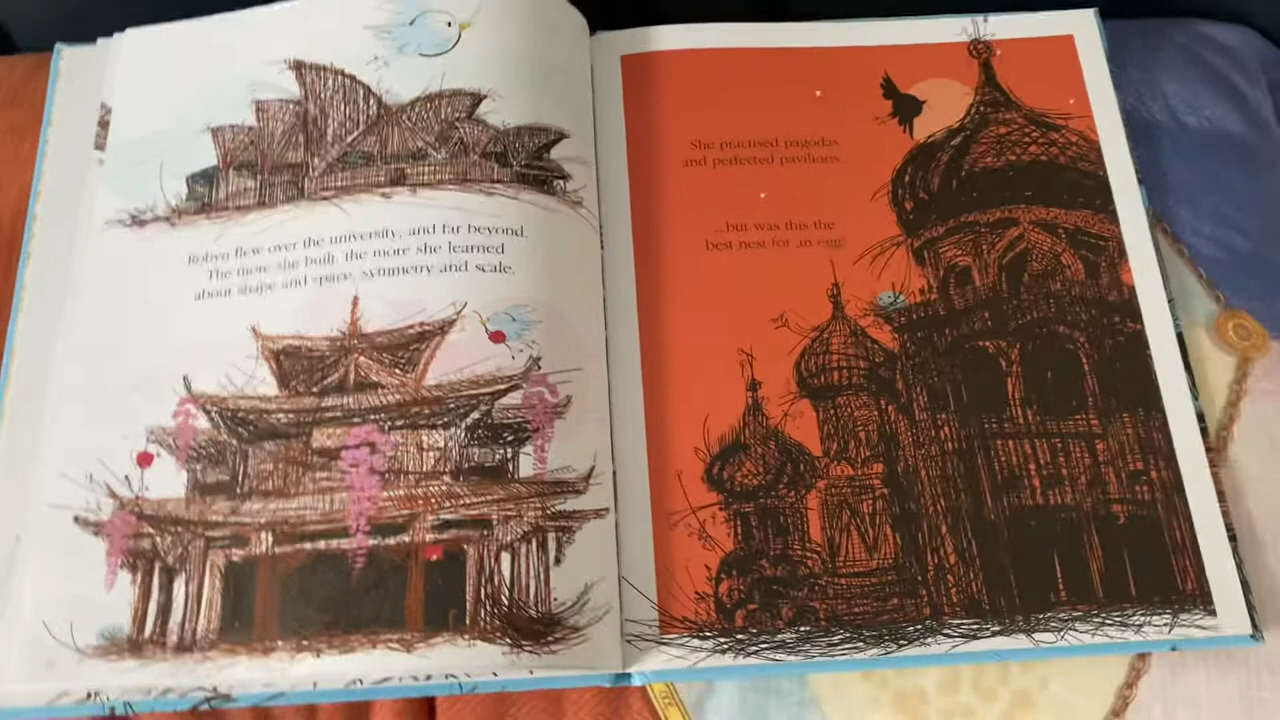 Robyn flew over the university, and far beyond.
The more she built, the more she learned
about shape and space, symmetry and scale.
She practised pagodas
and perfected pavilions...
...but was this the
best nest for an egg?